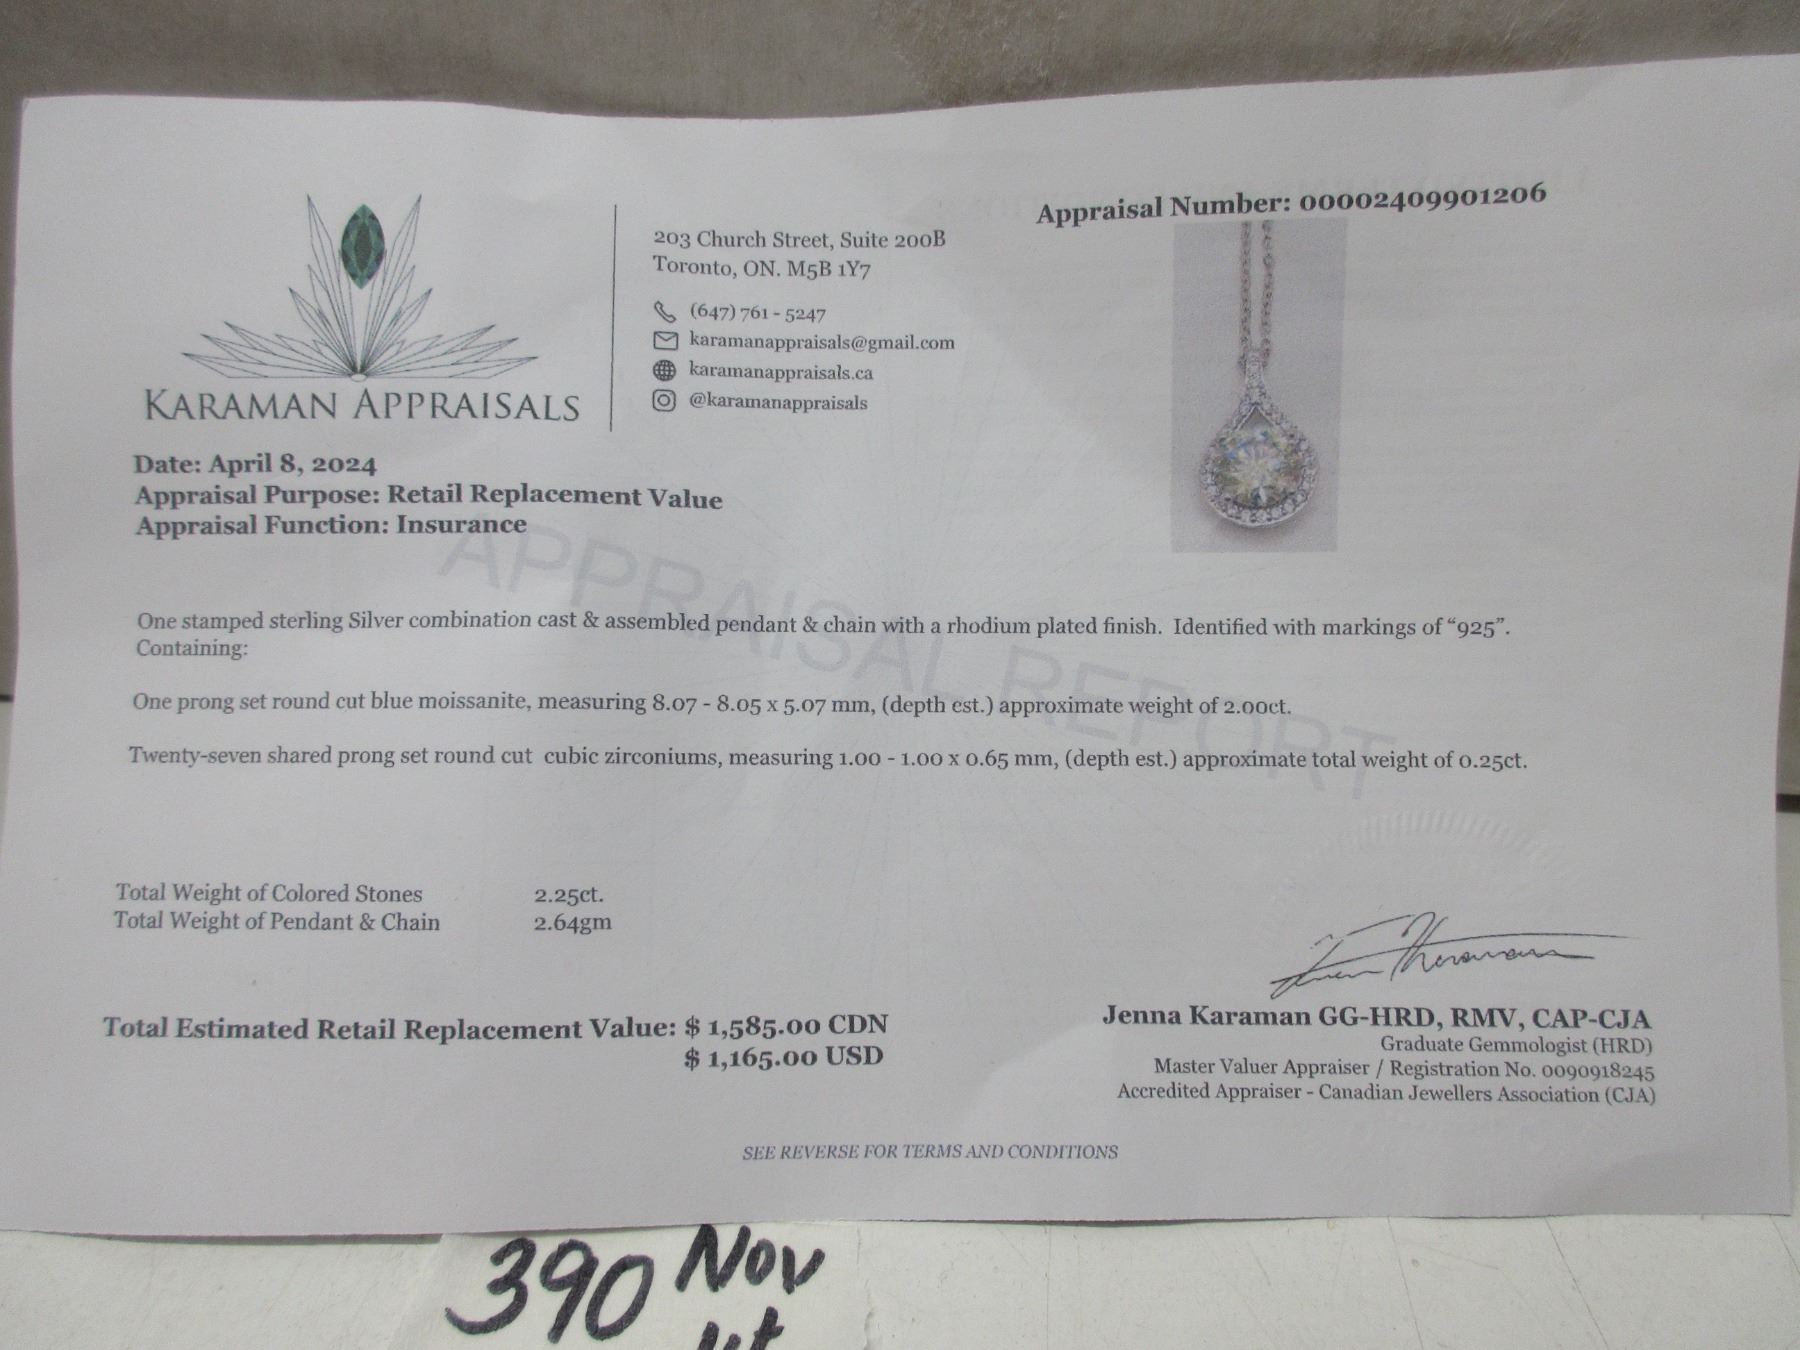 KARAMAN APPRAISALS
203 Church Street, Suite 200B
Toronto, ON. M5B 1Y7
(647) 761 - 5247
karamanappraisals@gmail.com
karamanappraisals.ca
@karamanappraisals
Appraisal Number: 00002409901206
Date: April 8, 2024
Appraisal Purpose: Retail Replacement Value
Appraisal Function: Insurance
APPRAISAL REPORT
One stamped sterling Silver combination cast & assembled pendant & chain with a rhodium plated finish. Identified with markings of “925”.
Containing:
One prong set round cut blue moissanite, measuring 8.07 - 8.05 x 5.07 mm, (depth est.) approximate weight of 2.00ct.
Twenty-seven shared prong set round cut cubic zirconiums, measuring 1.00 - 1.00 x 0.65 mm, (depth est.) approximate total weight of 0.25ct.
Total Weight of Colored Stones 2.25ct.
Total Weight of Pendant & Chain 2.64gm
Total Estimated Retail Replacement Value: $ 1,585.00 CDN
$ 1,165.00 USD
Jenna Karaman GG-HRD, RMV, CAP-CJA
Graduate Gemmologist (HRD)
Master Valuer Appraiser / Registration No. 0090918245
Accredited Appraiser - Canadian Jewellers Association (CJA)
SEE REVERSE FOR TERMS AND CONDITIONS
390 Nov